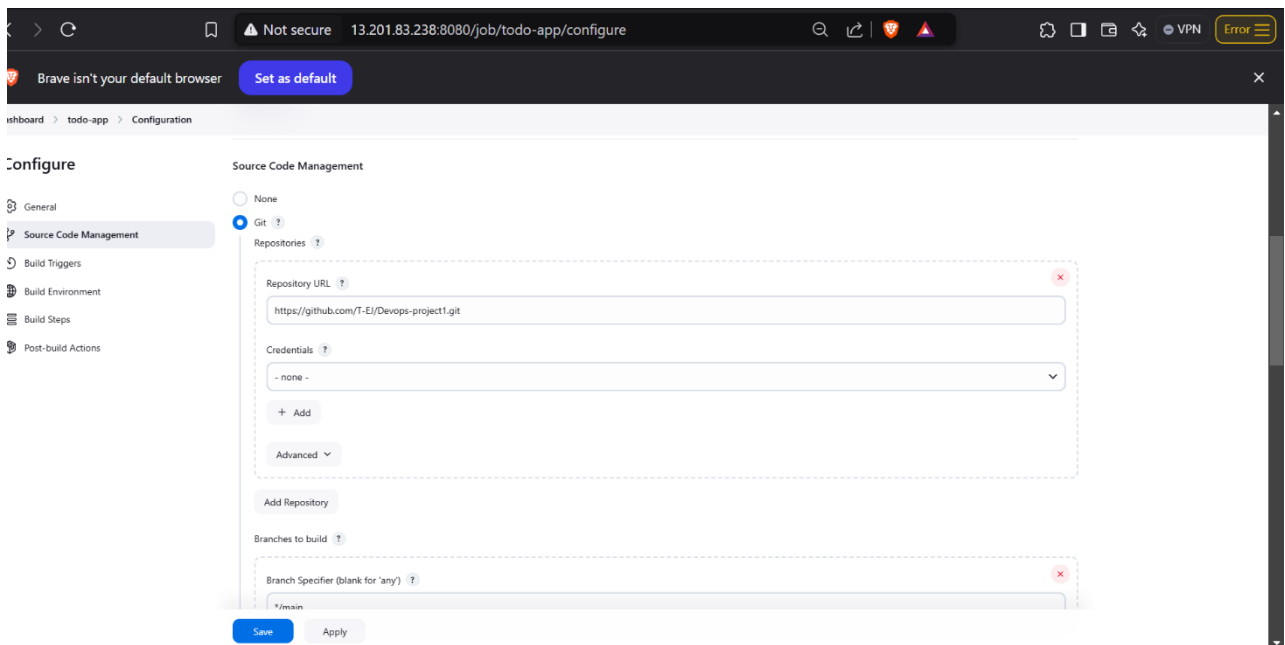 Not secure 13.201.83.238:8080/job/todo-app/configure VPN Error
Brave isn't your default browser Set as default
ashboard > todo-app > Configuration
Configure
General
Source Code Management
Build Triggers
Build Environment
Build Steps
Post-build Actions
Source Code Management
None
Git ?
Repositories ?
Repository URL ?
https://github.com/T-EJ/Devops-project1.git
Credentials ?
- none -
+ Add
Advanced
Add Repository
Branches to build ?
Branch Specifier (blank for 'any') ?
*/main
Save Apply